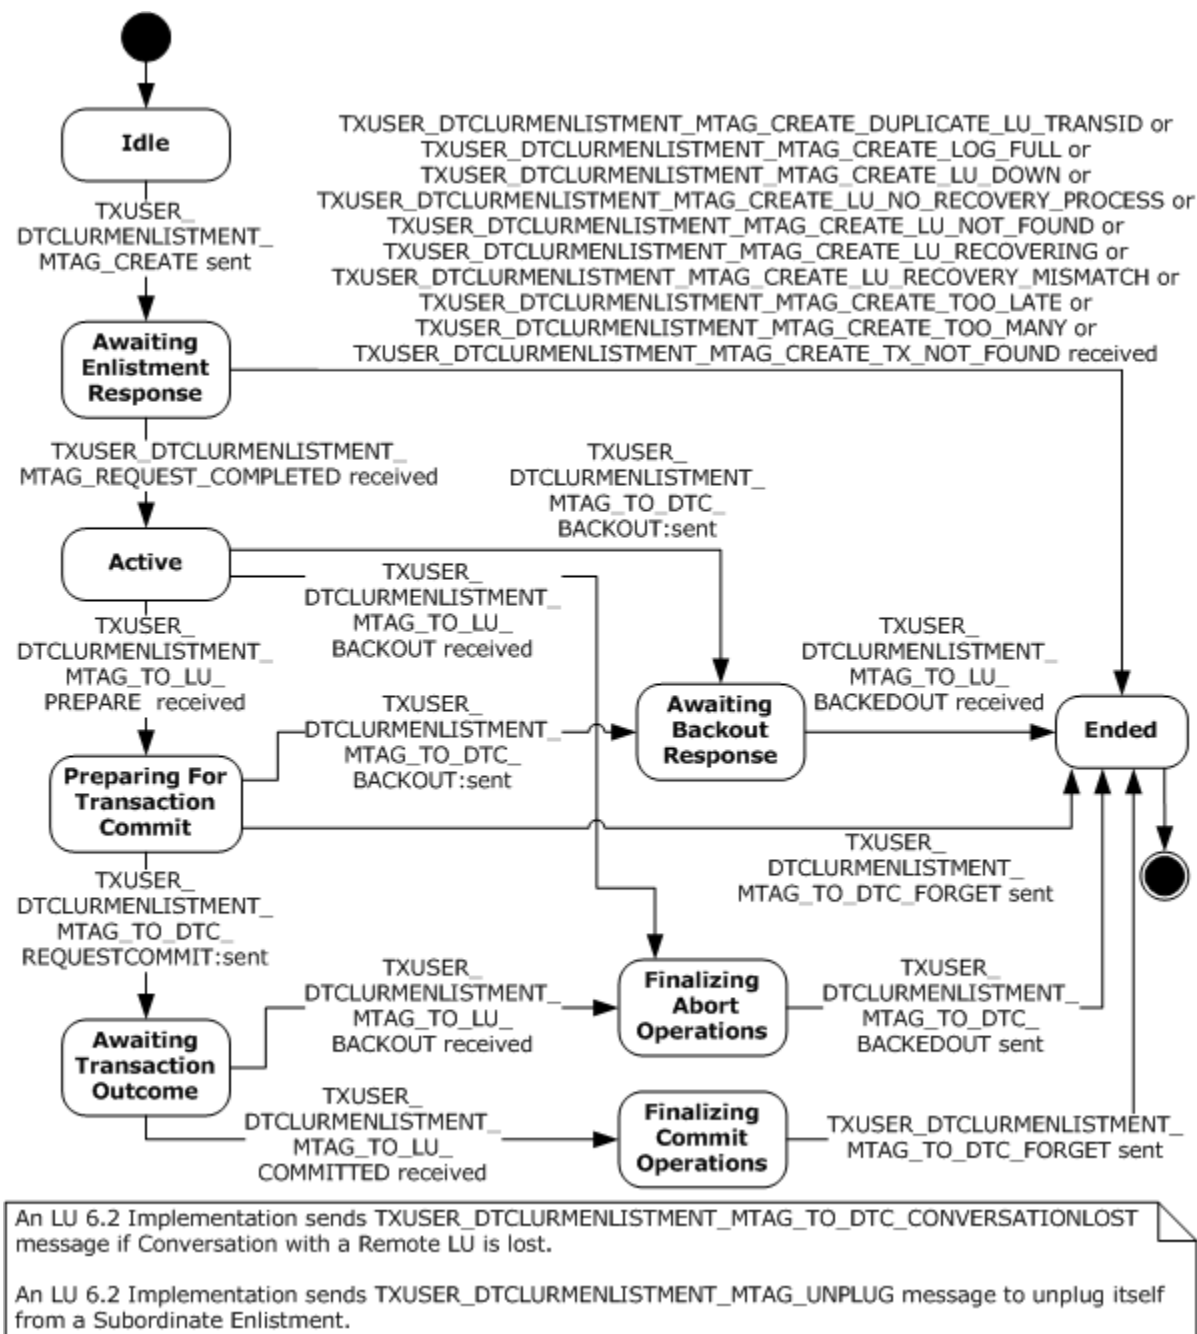 Idle
TXUSER_
DTCLURMENLISTMENT_
MTAG_CREATE sent
TXUSER_DTCLURMENLISTMENT_MTAG_CREATE_DUPLICATE_LU_TRANSID or
TXUSER_DTCLURMENLISTMENT_MTAG_CREATE_LOG_FULL or
TXUSER_DTCLURMENLISTMENT_MTAG_CREATE_LU_DOWN or
TXUSER_DTCLURMENLISTMENT_MTAG_CREATE_LU_NO_RECOVERY_PROCESS or
TXUSER_DTCLURMENLISTMENT_MTAG_CREATE_LU_NOT_FOUND or
TXUSER_DTCLURMENLISTMENT_MTAG_CREATE_LU_RECOVERING or
TXUSER_DTCLURMENLISTMENT_MTAG_CREATE_LU_RECOVERY_MISMATCH or
TXUSER_DTCLURMENLISTMENT_MTAG_CREATE_TOO_LATE or
TXUSER_DTCLURMENLISTMENT_MTAG_CREATE_TOO_MANY or
TXUSER_DTCLURMENLISTMENT_MTAG_CREATE_TX_NOT_FOUND received
Awaiting
Enlistment
Response
TXUSER_DTCLURMENLISTMENT_
MTAG_REQUEST_COMPLETED received
TXUSER_
DTCLURMENLISTMENT_
MTAG_TO_DTC_
BACKOUT:sent
Active
TXUSER_
DTCLURMENLISTMENT_
MTAG_TO_LU_
BACKOUT received
TXUSER_
DTCLURMENLISTMENT_
MTAG_TO_LU_
PREPARE received
TXUSER_
DTCLURMENLISTMENT_
MTAG_TO_LU_
BACKEDOUT received
TXUSER_
DTCLURMENLISTMENT_
MTAG_TO_DTC_
BACKOUT:sent
Awaiting
Backout
Response
Ended
Preparing For
Transaction
Commit
TXUSER_
DTCLURMENLISTMENT_
MTAG_TO_DTC_FORGET sent
TXUSER_
DTCLURMENLISTMENT_
MTAG_TO_DTC_
REQUESTCOMMIT:sent
TXUSER_
DTCLURMENLISTMENT_
MTAG_TO_LU_
BACKOUT received
Finalizing
Abort
Operations
TXUSER_
DTCLURMENLISTMENT_
MTAG_TO_DTC_
BACKEDOUT sent
Awaiting
Transaction
Outcome
TXUSER_
DTCLURMENLISTMENT_
MTAG_TO_LU_
COMMITTED received
Finalizing
Commit
Operations
TXUSER_DTCLURMENLISTMENT_
MTAG_TO_DTC_FORGET sent
An LU 6.2 Implementation sends TXUSER_DTCLURMENLISTMENT_MTAG_TO_DTC_CONVERSATIONLOST
message if Conversation with a Remote LU is lost.
An LU 6.2 Implementation sends TXUSER_DTCLURMENLISTMENT_MTAG_UNPLUG message to unplug itself
from a Subordinate Enlistment.